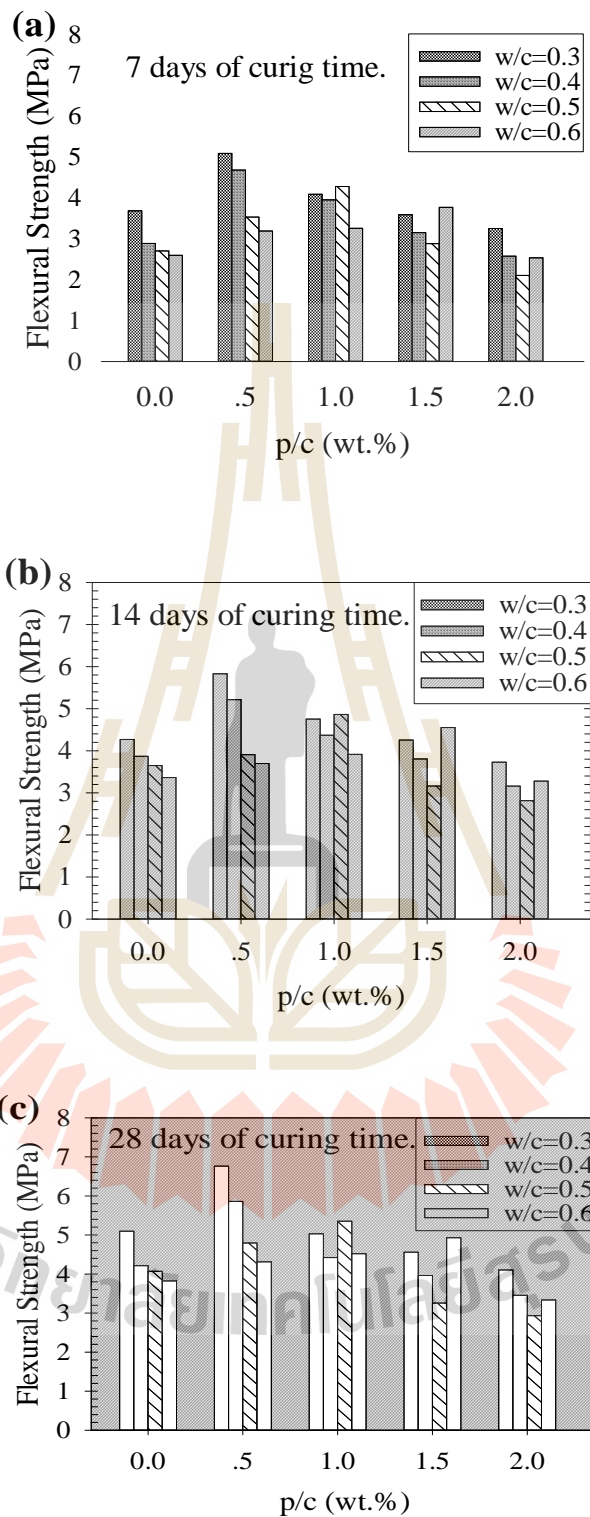 (a)
8
7
6
5
4
3
2
1
0
Flexural Strength (MPa)
7 days of curig time.
w/c=0.3
w/c=0.4
w/c=0.5
w/c=0.6
0.0 .5 1.0 1.5 2.0
p/c (wt.%)
(b)
8
7
6
5
4
3
2
1
0
Flexural Strength (MPa)
14 days of curing time.
w/c=0.3
w/c=0.4
w/c=0.5
w/c=0.6
0.0 .5 1.0 1.5 2.0
p/c (wt.%)
(c)
8
7
6
5
4
3
2
1
0
Flexural Strength (MPa)
28 days of curing time.
w/c=0.3
w/c=0.4
w/c=0.5
w/c=0.6
0.0 .5 1.0 1.5 2.0
p/c (wt.%)